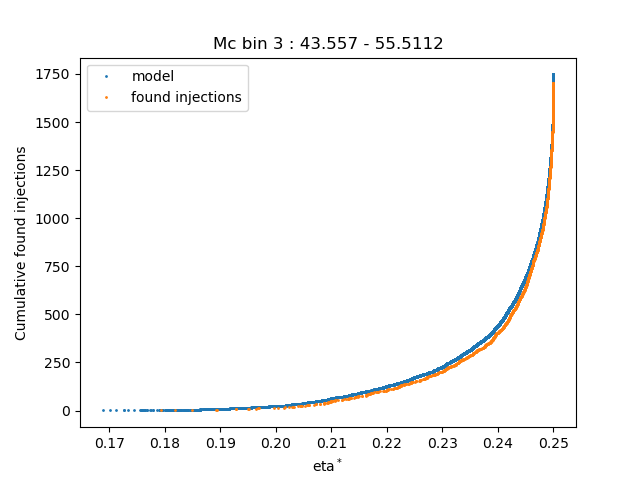 Mc bin 3 : 43.557 - 55.5112
model
found injections
Cumulative found injections
1750
1500
1250
1000
750
500
250
0
0.17 0.18 0.19 0.20 0.21 0.22 0.23 0.24 0.25
eta*